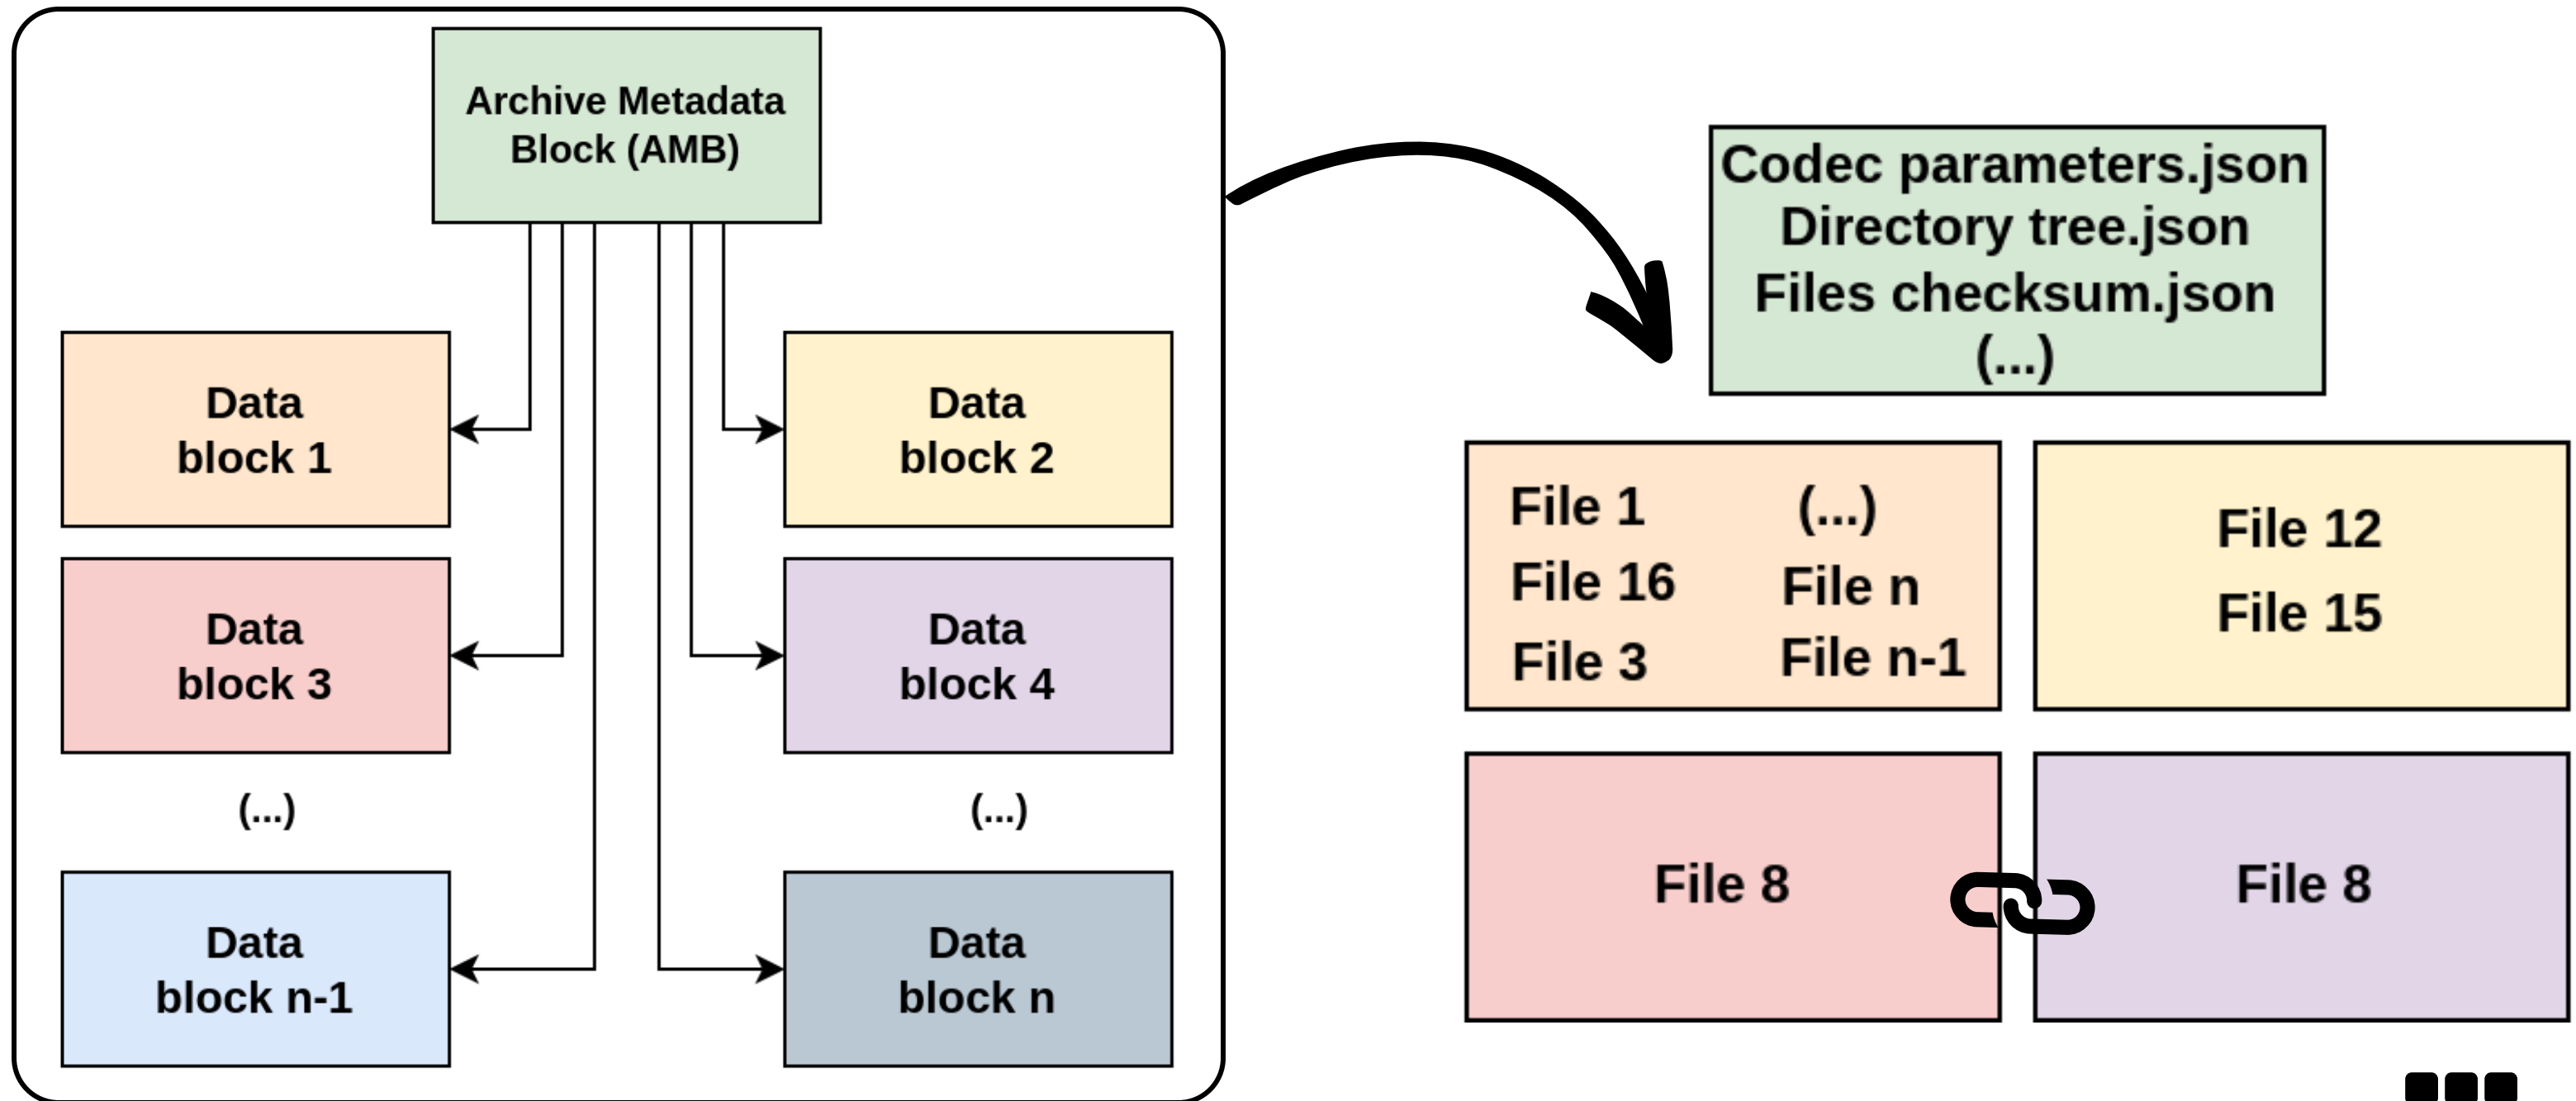 Archive Metadata
Block (AMB)
Data
block 1
Data
block 2
Data
block 3
Data
block 4
(...)
(...)
Data
block n-1
Data
block n
Codec parameters.json
Directory tree.json
Files checksum.json
(...)
File 1
File 16
File 3
(...)
File n
File n-1
File 12
File 15
File 8
File 8